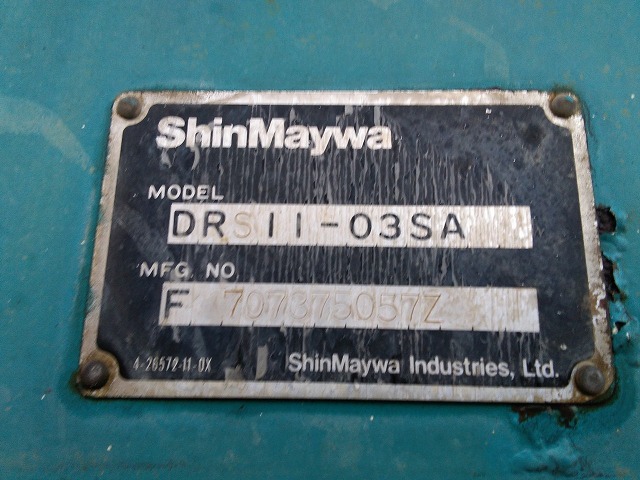 ShinMaywa
MODEL
DRS11-03SA
MFG. NO
F 707375057Z
4-26572-11-0X
ShinMaywa Industries, Ltd.